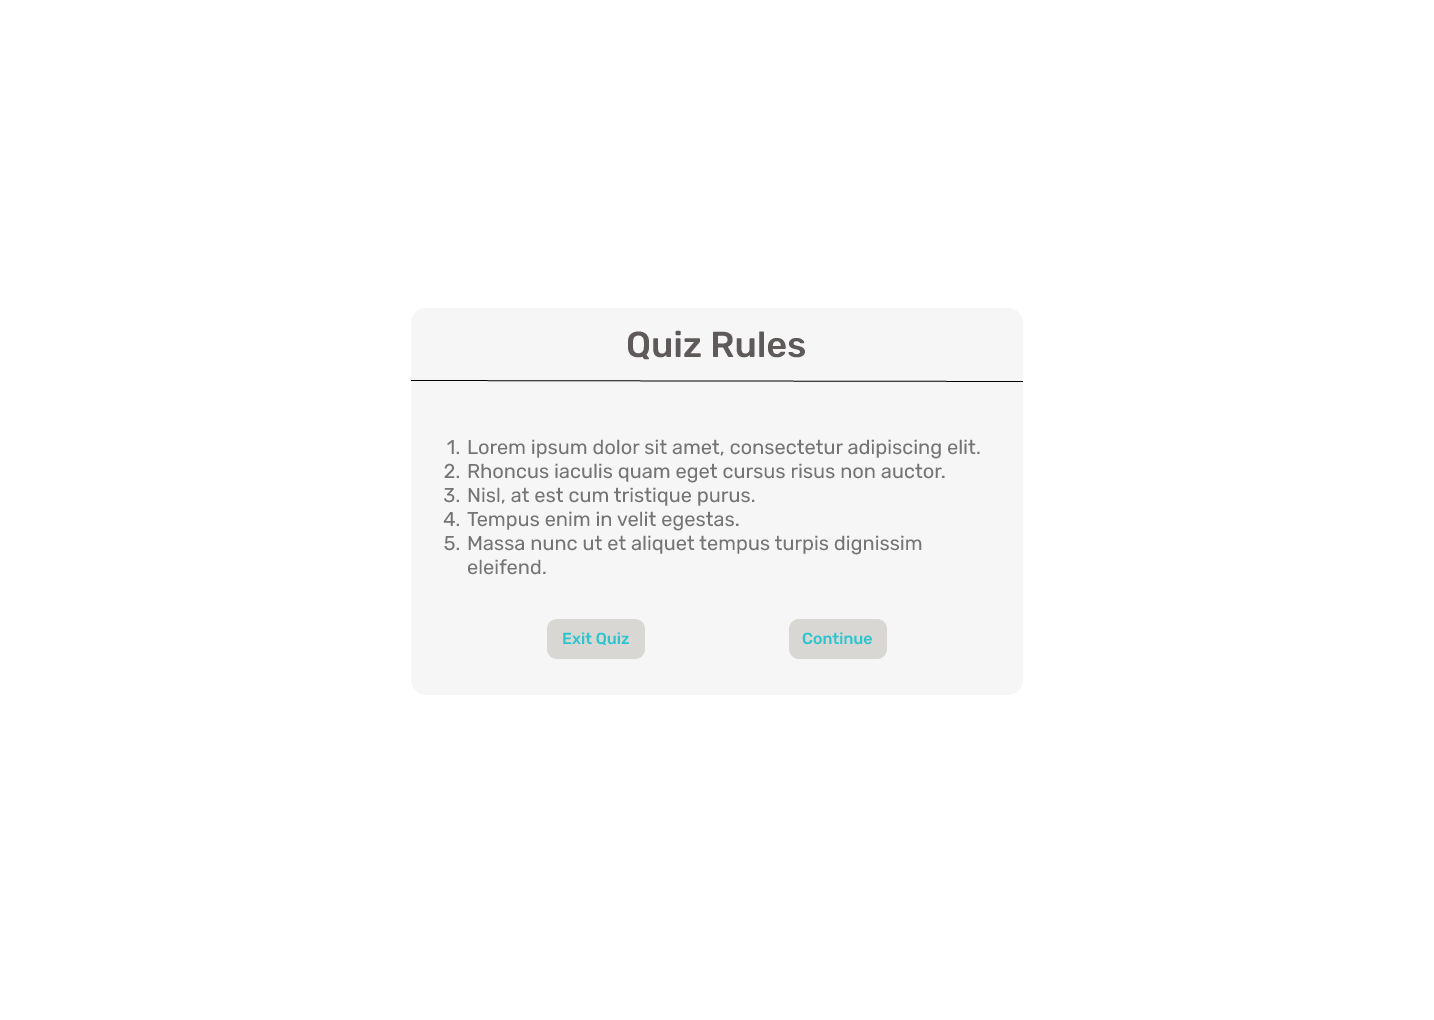 Quiz Rules
1. Lorem ipsum dolor sit amet, consectetur adipiscing elit.
2. Rhoncus iaculis quam eget cursus risus non auctor.
3. Nisl, at est cum tristique purus.
4. Tempus enim in velit egestas.
5. Massa nunc ut et aliquet tempus turpis dignissim
eleifend.
Exit Quiz
Continue